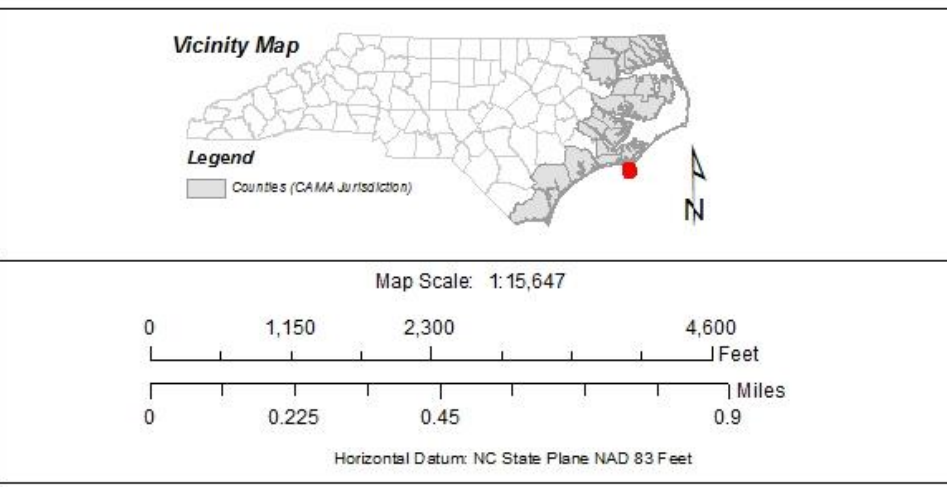 Vicinity Map
Legend
Counties (CAMA Jurisdiction)
N
Map Scale: 1:15,647
0 1,150 2,300 4,600
Feet
Miles
0 0.225 0.45 0.9
Horizontal Datum: NC State Plane NAD 83 Feet